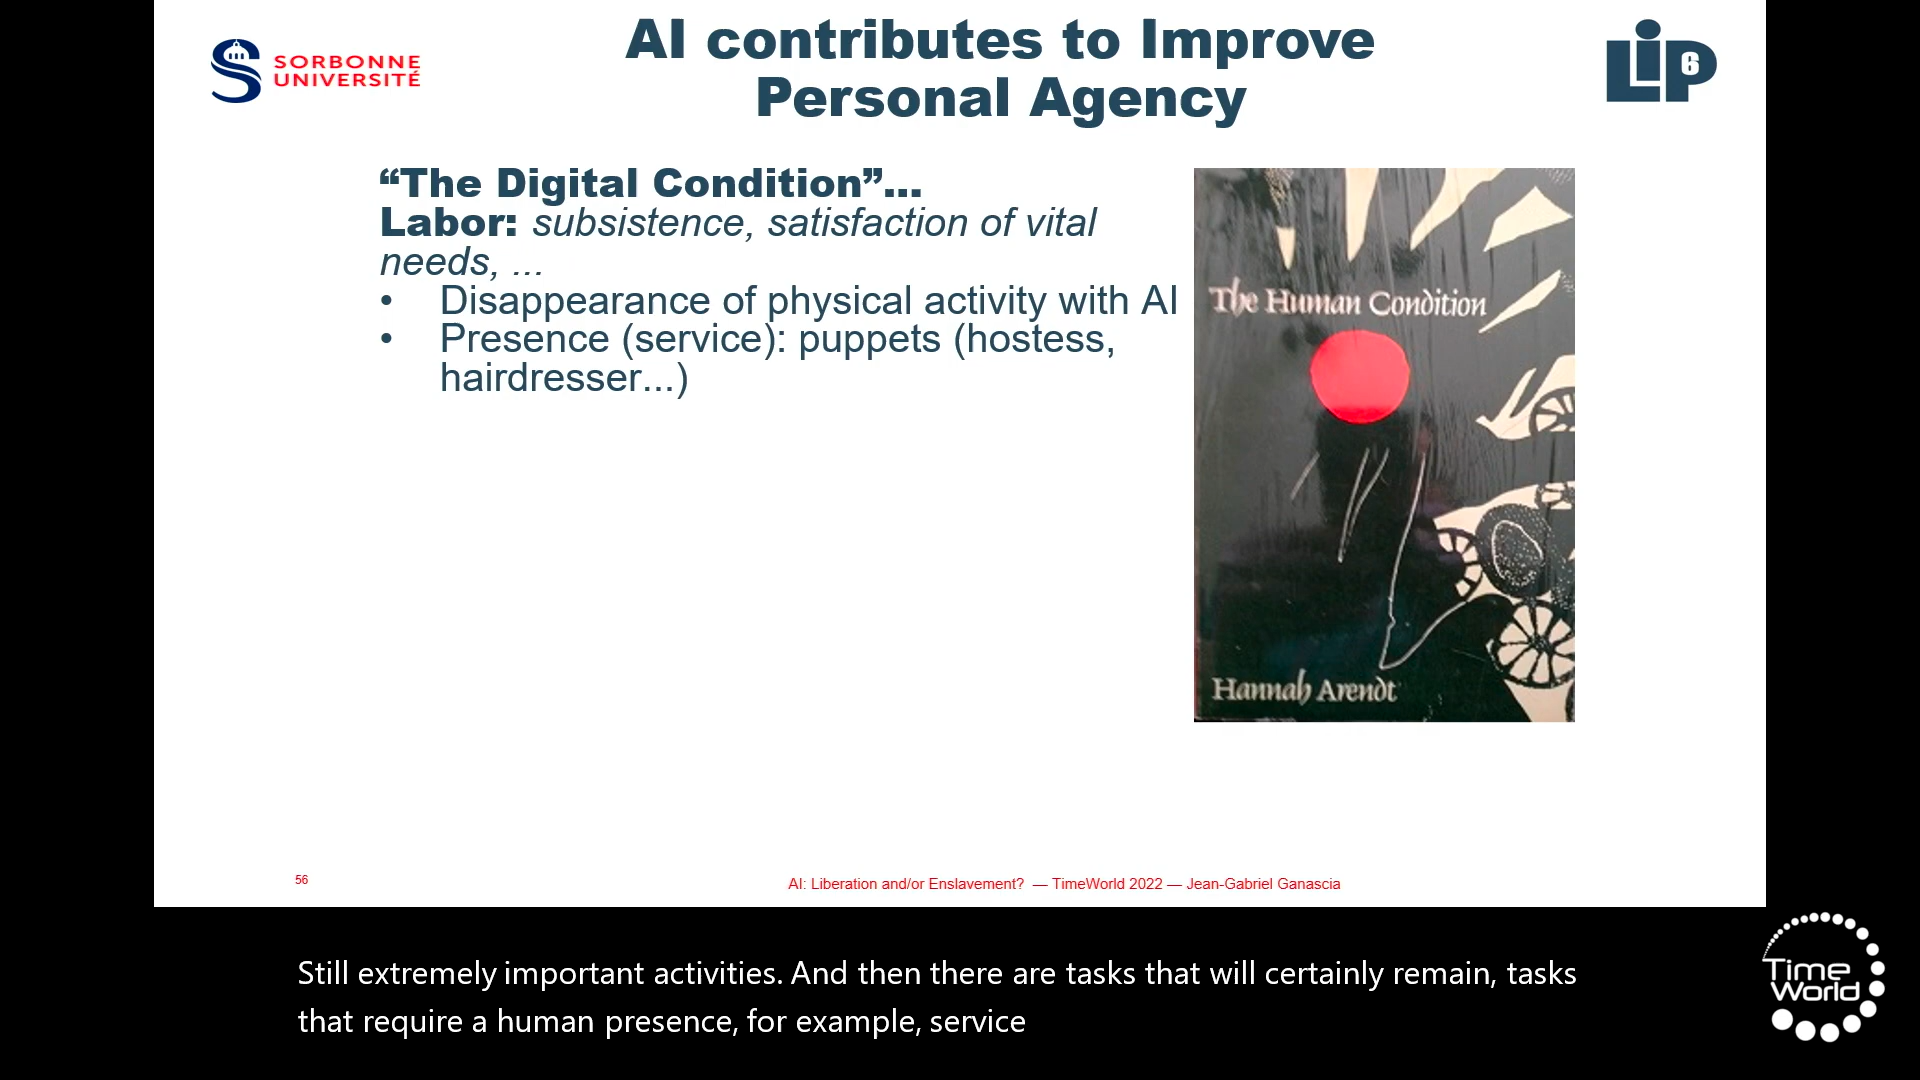 SORBONNE
UNIVERSITÉ
AI contributes to Improve
Personal Agency
LiP6
“The Digital Condition”...
Labor: subsistence, satisfaction of vital
needs, ...
• Disappearance of physical activity with AI
• Presence (service): puppets (hostess,
hairdresser...)
The Human Condition
Hannah Arendt
56
AI: Liberation and/or Enslavement? — TimeWorld 2022 — Jean-Gabriel Ganascia
Still extremely important activities. And then there are tasks that will certainly remain, tasks
that require a human presence, for example, service
Time
World